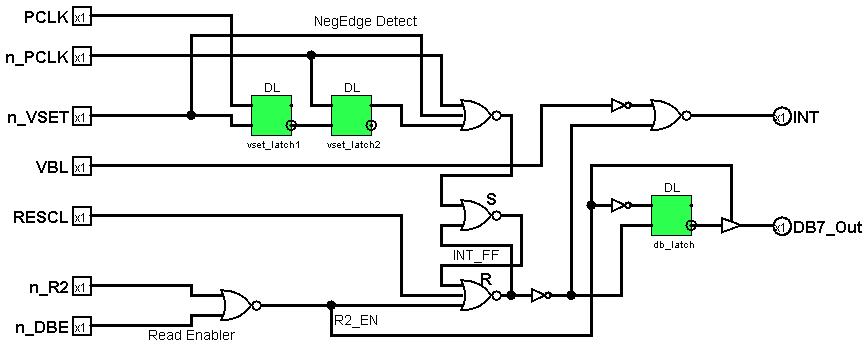 PCLK x1
NegEdge Detect
n_PCLK x1
DL DL
n_VSET x1
x1 INT
vset_latch1 vset_latch2
VBL x1
DL
S
RESCL x1
x1 DB7_Out
db_latch
INT_FF
R
n_R2 x1
R2_EN
n_DBE x1
Read Enabler